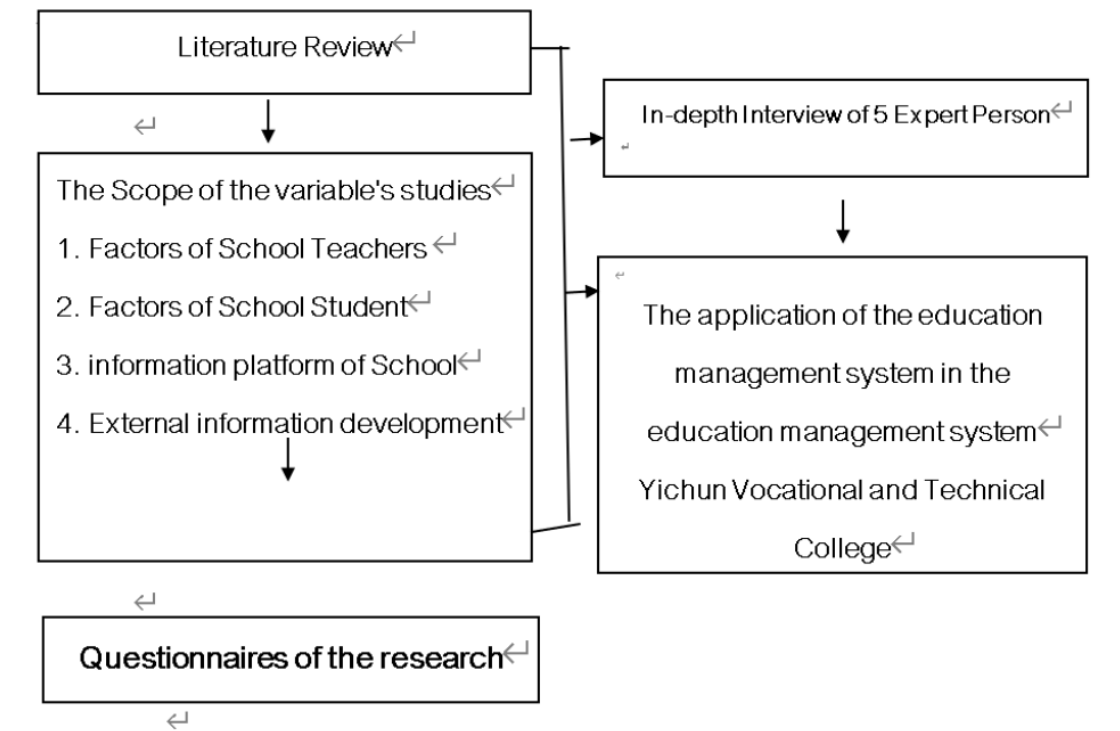 Literature Review
In-depth Interview of 5 Expert Person
The Scope of the variable's studies
1. Factors of School Teachers
2. Factors of School Student
3. information platform of School
4. External information development
The application of the education
management system in the
education management system
Yichun Vocational and Technical
College
Questionnaires of the research